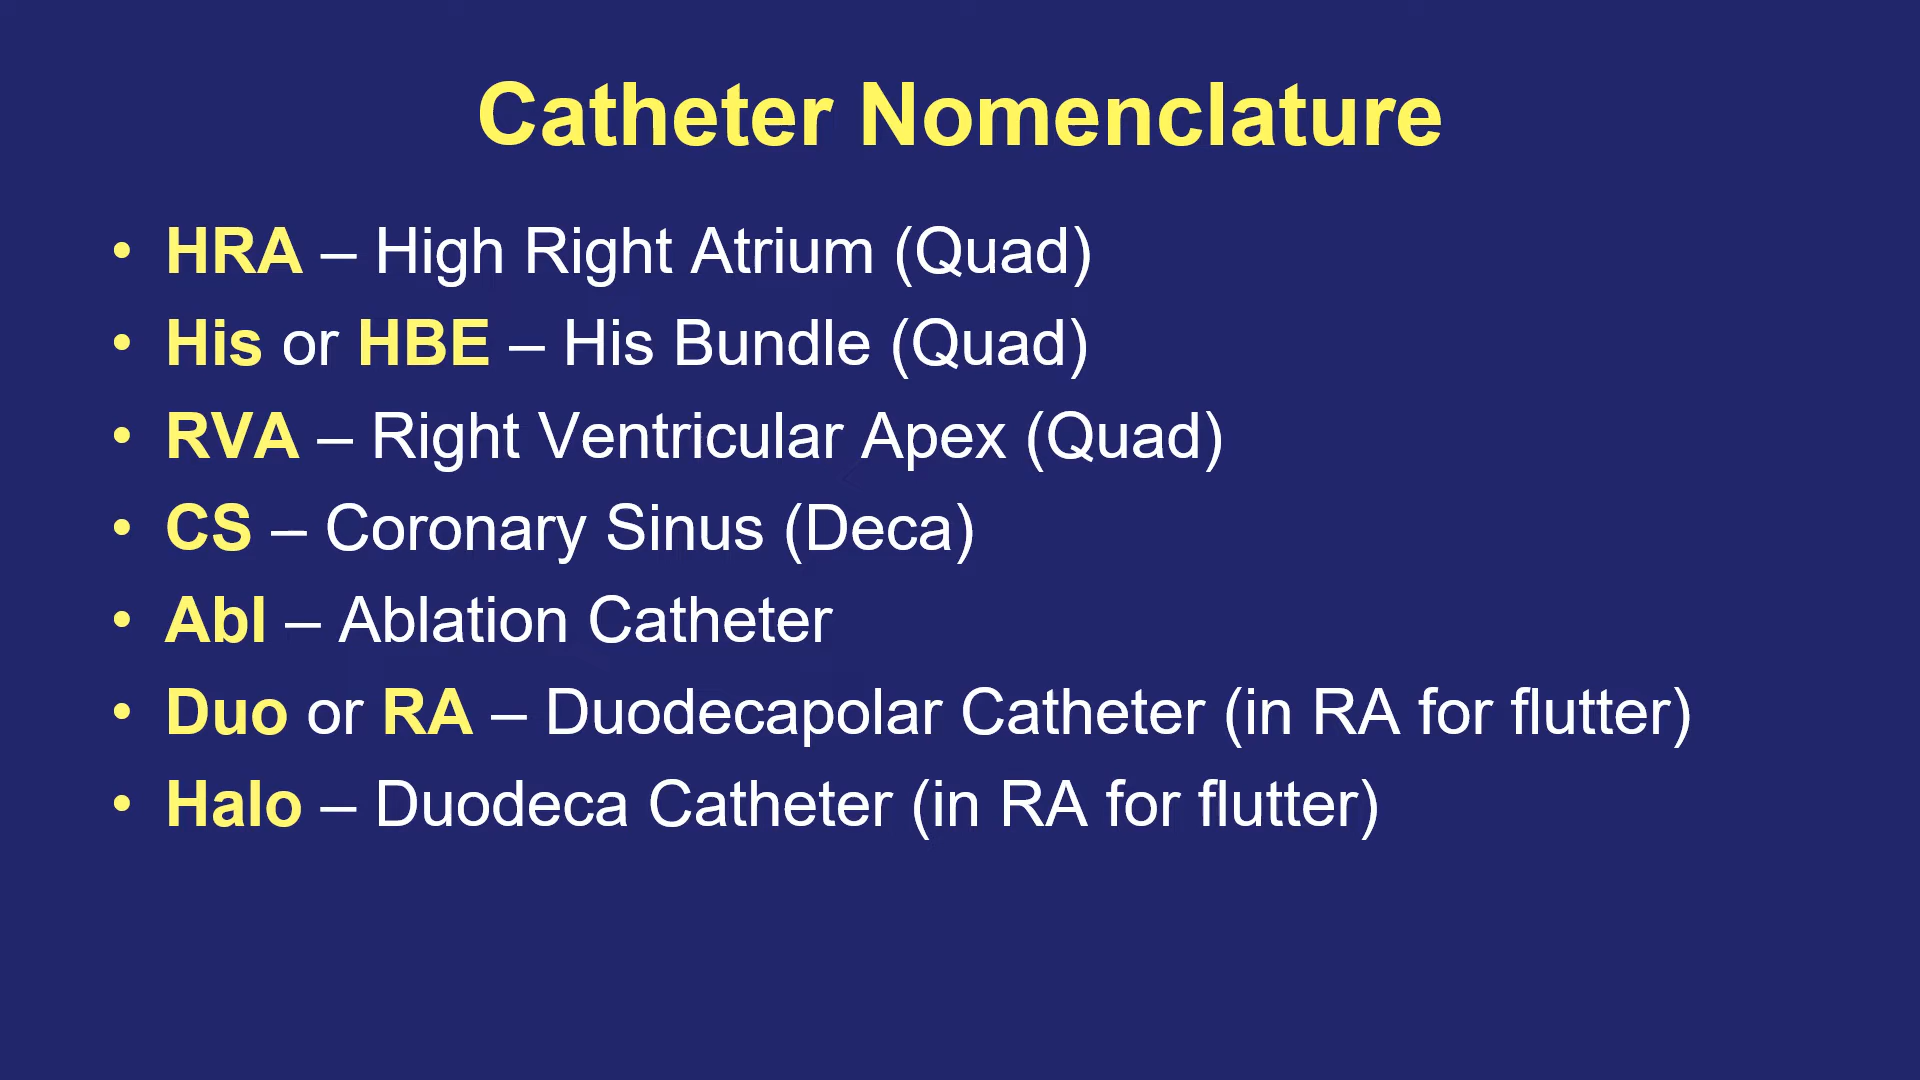 Catheter Nomenclature
• HRA – High Right Atrium (Quad)
• His or HBE – His Bundle (Quad)
• RVA – Right Ventricular Apex (Quad)
• CS – Coronary Sinus (Deca)
• Abl – Ablation Catheter
• Duo or RA – Duodecapolar Catheter (in RA for flutter)
• Halo – Duodeca Catheter (in RA for flutter)